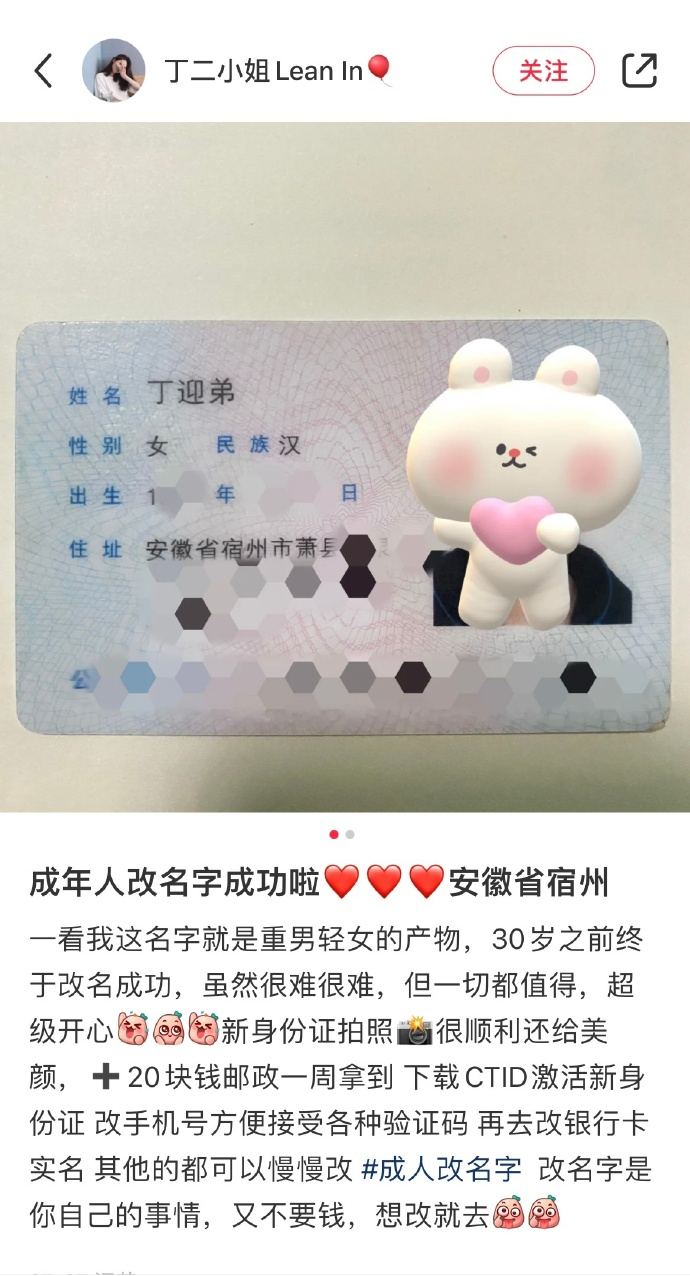 丁二小姐Lean In🎈
关注
姓名 丁迎弟
性别 女 民族 汉
出生 1 年 日
住址 安徽省宿州市萧县
公
成年人改名字成功啦❤️❤️❤️安徽省宿州
一看我这名字就是重男轻女的产物，30岁之前终
于改名成功，虽然很难很难，但一切都值得，超
级开心新身份证拍照📸很顺利还给美
颜，➕20块钱邮政一周拿到 下载CTID激活新身
份证 改手机号方便接受各种验证码 再去改银行卡
实名 其他的都可以慢慢改 #成人改名字 改名字是
你自己的事情，又不要钱，想改就去